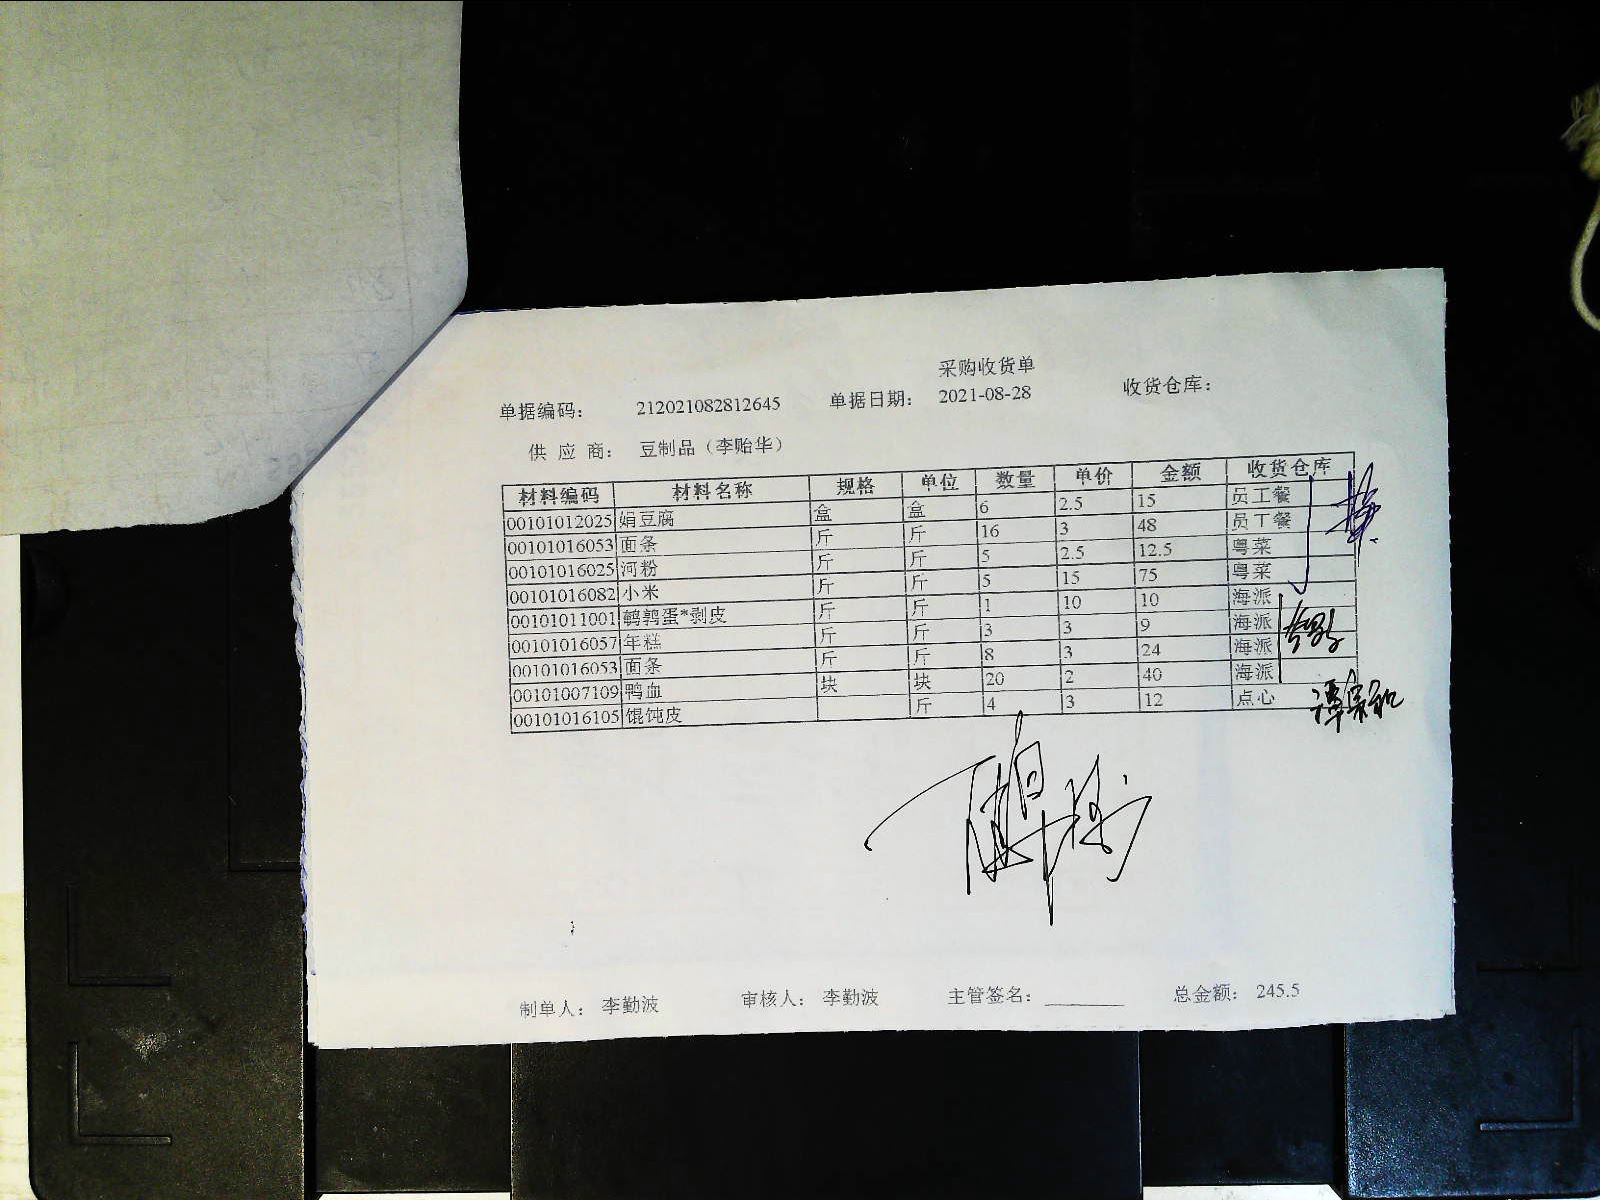 采购收货单
单据编码： 212021082812645 单据日期： 2021-08-28 收货仓库：
供 应 商： 豆制品（李贻华）
材料编码 材料名称 规格 单位 数量 单价 金额 收货仓库
00101012025 娟豆腐 盒 盒 6 2.5 15 员工餐
00101016053 面条 斤 斤 16 3 48 员工餐
00101016025 河粉 斤 斤 5 2.5 12.5 粤菜
00101016082 小米 斤 斤 5 15 75 粤菜
00101011001 鹌鹑蛋*剥皮 斤 斤 1 10 10 海派
00101016057 年糕 斤 斤 3 3 9 海派
00101016053 面条 斤 斤 8 3 24 海派
00101007109 鸭血 块 块 20 2 40 海派
00101016105 馄饨皮 斤 4 3 12 点心
制单人： 李勤波 审核人： 李勤波 主管签名： 总金额： 245.5